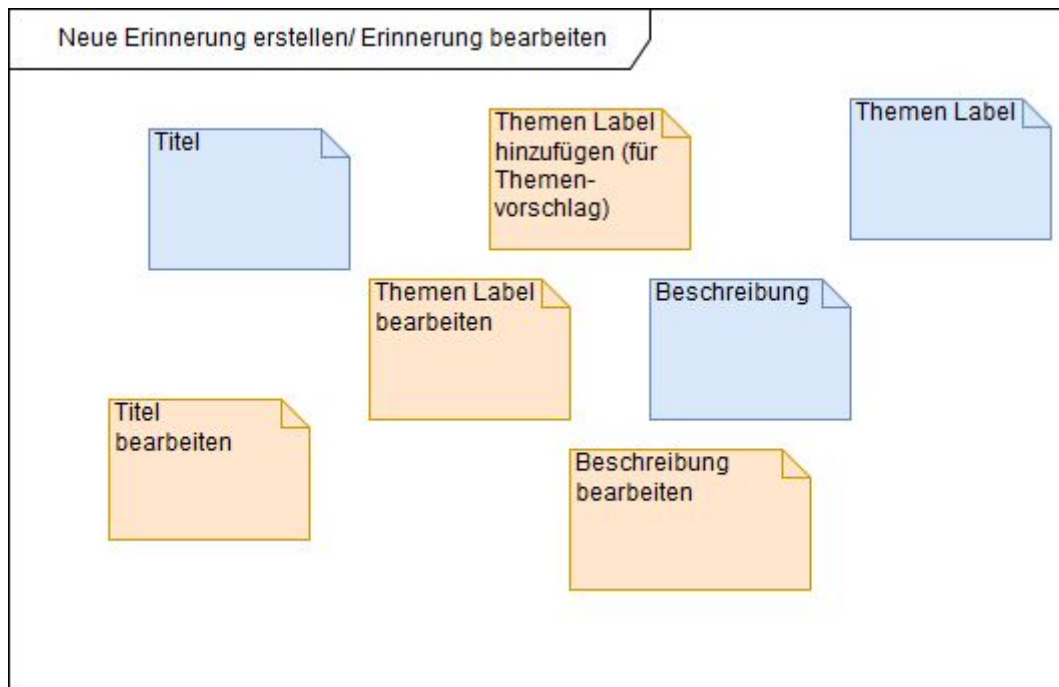 Neue Erinnerung erstellen/ Erinnerung bearbeiten
Titel
Themen Label
hinzufügen (für
Themen-
vorschlag)
Themen Label
Themen Label
bearbeiten
Beschreibung
Titel
bearbeiten
Beschreibung
bearbeiten